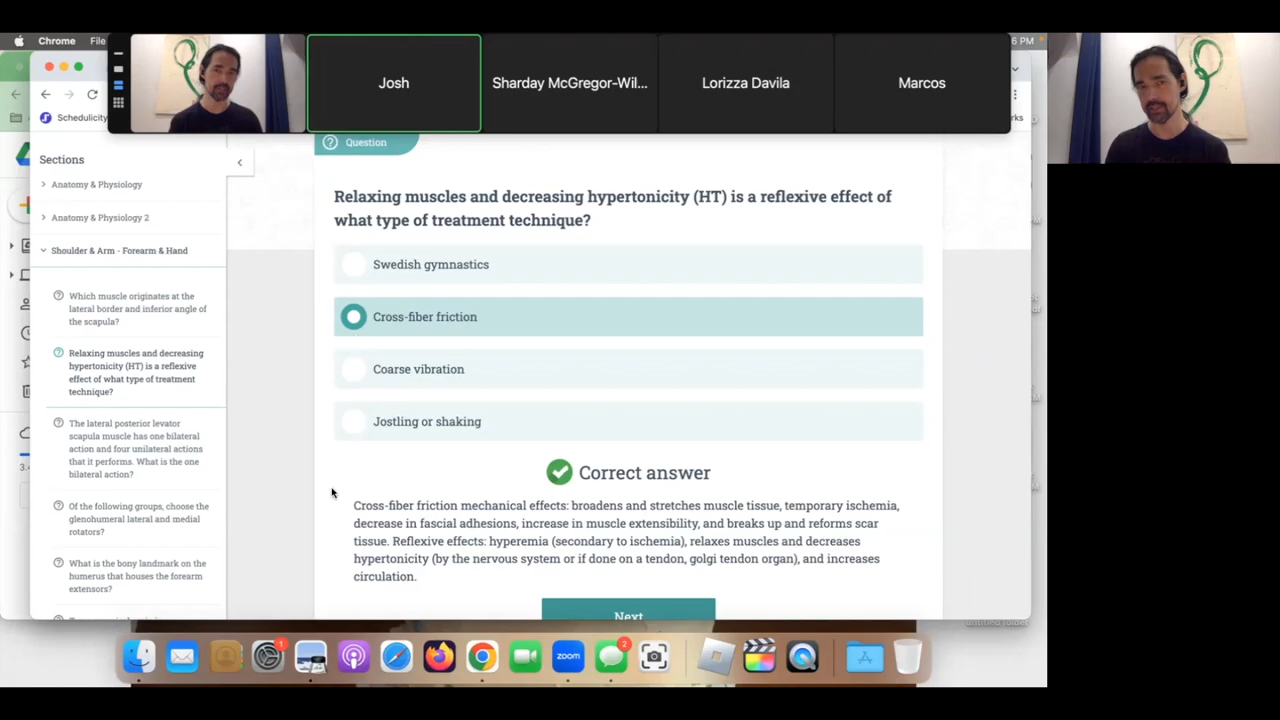 Chrome
File
6 PM
Josh
Sharday McGregor-Wil...
Lorizza Davila
Marcos
Schedulicity
Sections
Anatomy & Physiology
Anatomy & Physiology 2
Shoulder & Arm - Forearm & Hand
Which muscle originates at the
lateral border and inferior angle of
the scapula?
Relaxing muscles and decreasing
hypertonicity (HT) is a reflexive
effect of what type of treatment
technique?
The lateral posterior levator
scapula muscle has one bilateral
action and four unilateral actions
that it performs. What is the one
bilateral action?
Of the following groups, choose the
glenohumeral lateral and medial
rotators?
What is the bony landmark on the
humerus that houses the forearm
extensors?
Question
Relaxing muscles and decreasing hypertonicity (HT) is a reflexive effect of
what type of treatment technique?
Swedish gymnastics
Cross-fiber friction
Coarse vibration
Jostling or shaking
Correct answer
Cross-fiber friction mechanical effects: broadens and stretches muscle tissue, temporary ischemia,
decrease in fascial adhesions, increase in muscle extensibility, and breaks up and reforms scar
tissue. Reflexive effects: hyperemia (secondary to ischemia), relaxes muscles and decreases
hypertonicity (by the nervous system or if done on a tendon, golgi tendon organ), and increases
circulation.
Next
untitled folder
1
zoom
2